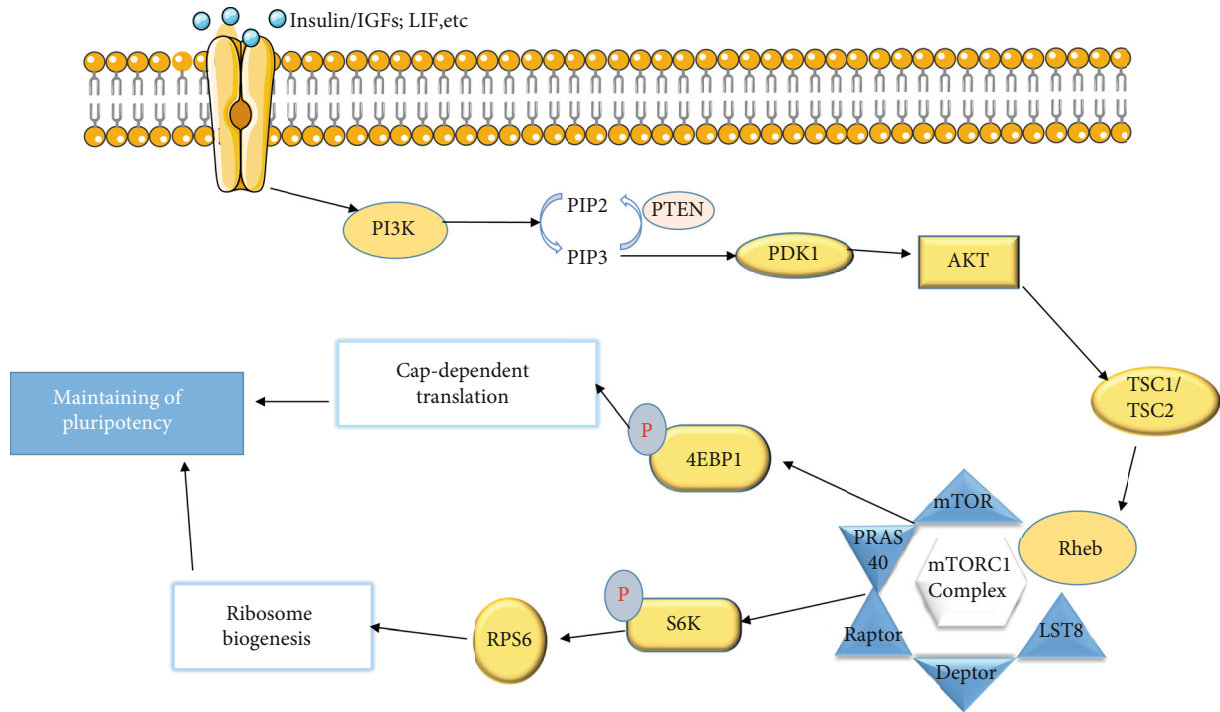 Insulin/IGFs; LIF,etc
PI3K
PIP2
PTEN
PIP3
PDK1
AKT
TSC1/
TSC2
Rheb
mTOR
PRAS
40
mTORC1
Complex
Raptor
Deptor
LST8
P
4EBP1
Cap-dependent
translation
Maintaining of
pluripotency
P
S6K
RPS6
Ribosome
biogenesis